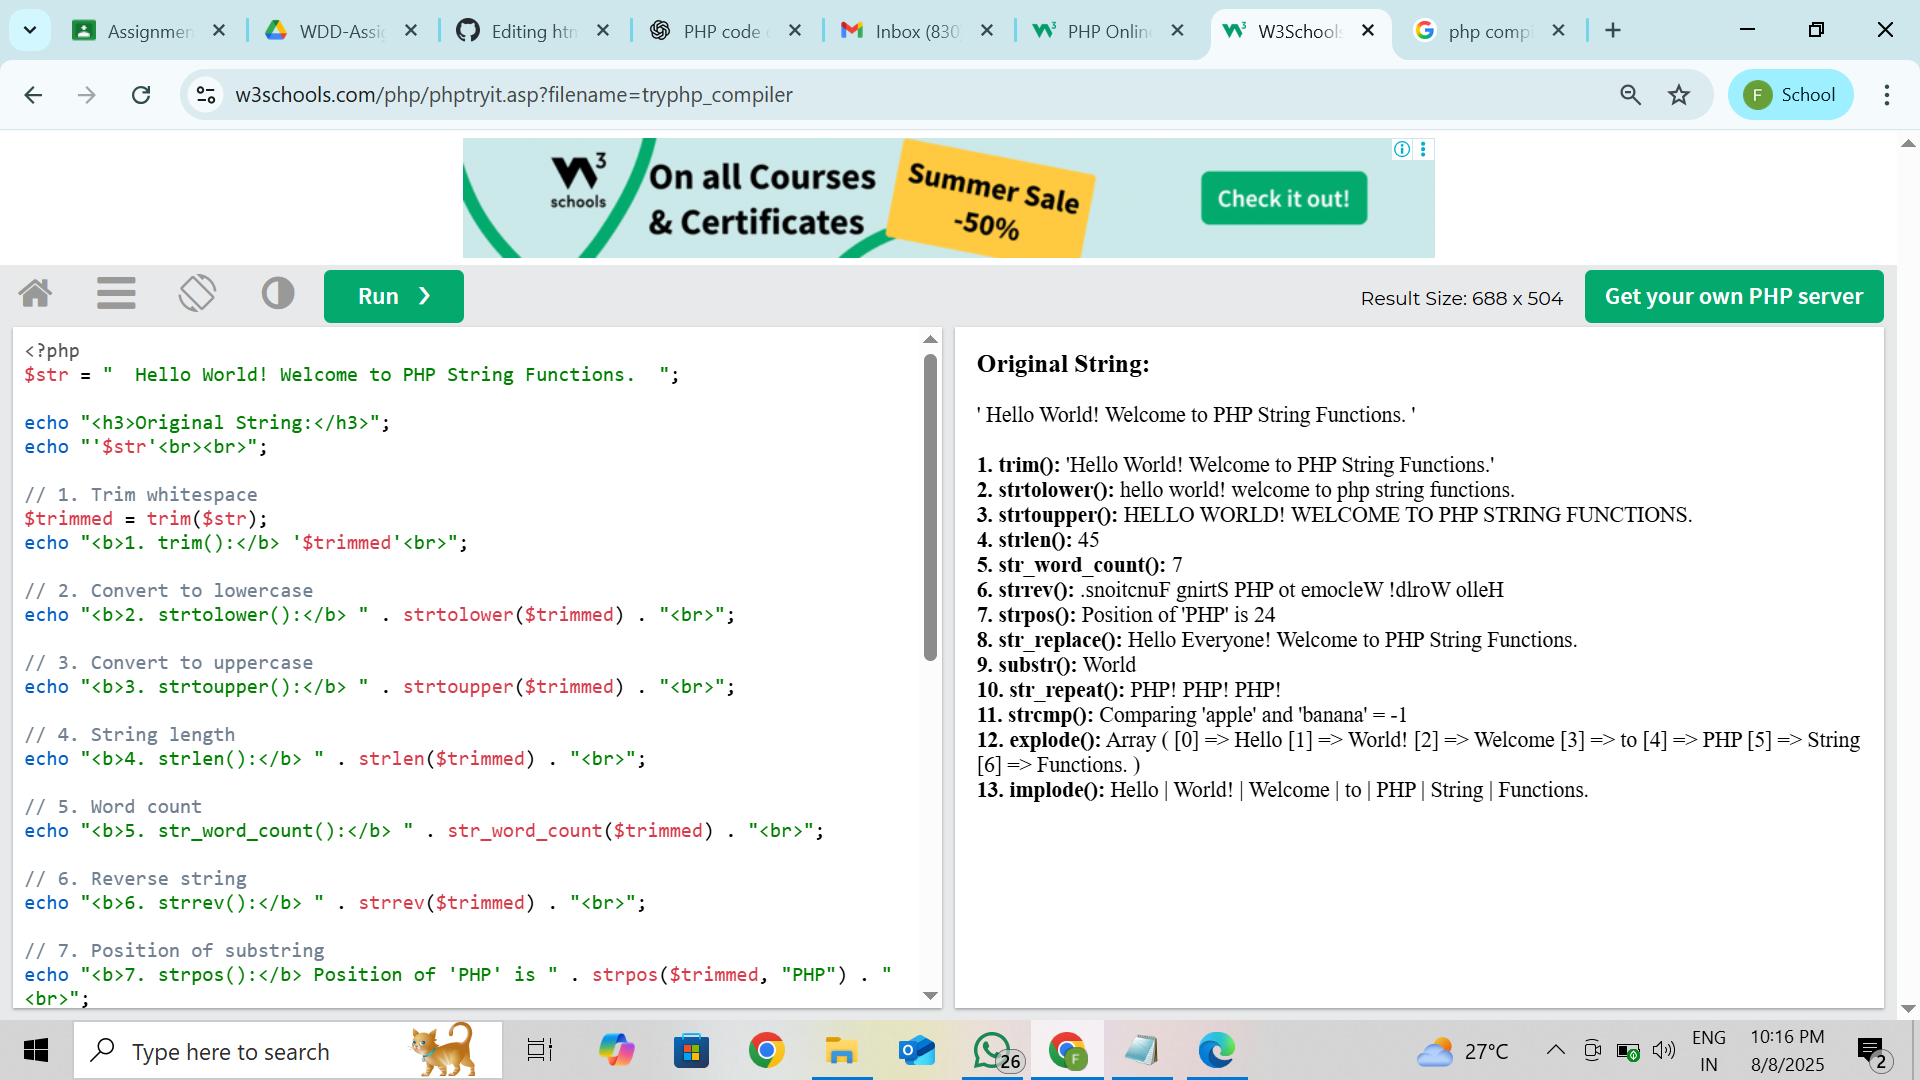 Assignmen
WDD-Assig
Editing htm
PHP code
Inbox (830
PHP Online
W3Schools
php compi
w3schools.com/php/phptryit.asp?filename=tryphp_compiler
F School
W3
schools
On all Courses
& Certificates
Summer Sale
-50%
Check it out!
Run ❯
Result Size: 688 x 504
Get your own PHP server
<?php
$str = "  Hello World! Welcome to PHP String Functions.  ";
echo "<h3>Original String:</h3>";
echo "'$str'<br><br>";
// 1. Trim whitespace
$trimmed = trim($str);
echo "<b>1. trim():</b> '$trimmed'<br>";
// 2. Convert to lowercase
echo "<b>2. strtolower():</b> " . strtolower($trimmed) . "<br>";
// 3. Convert to uppercase
echo "<b>3. strtoupper():</b> " . strtoupper($trimmed) . "<br>";
// 4. String length
echo "<b>4. strlen():</b> " . strlen($trimmed) . "<br>";
// 5. Word count
echo "<b>5. str_word_count():</b> " . str_word_count($trimmed) . "<br>";
// 6. Reverse string
echo "<b>6. strrev():</b> " . strrev($trimmed) . "<br>";
// 7. Position of substring
echo "<b>7. strpos():</b> Position of 'PHP' is " . strpos($trimmed, "PHP") . "
<br>";
Original String:
' Hello World! Welcome to PHP String Functions. '
1. trim(): 'Hello World! Welcome to PHP String Functions.'
2. strtolower(): hello world! welcome to php string functions.
3. strtoupper(): HELLO WORLD! WELCOME TO PHP STRING FUNCTIONS.
4. strlen(): 45
5. str_word_count(): 7
6. strrev(): .snoitcnuF gnirtS PHP ot emocleW !dlroW olleH
7. strpos(): Position of 'PHP' is 24
8. str_replace(): Hello Everyone! Welcome to PHP String Functions.
9. substr(): World
10. str_repeat(): PHP! PHP! PHP!
11. strcmp(): Comparing 'apple' and 'banana' = -1
12. explode(): Array ( [0] => Hello [1] => World! [2] => Welcome [3] => to [4] => PHP [5] => String
[6] => Functions. )
13. implode(): Hello | World! | Welcome | to | PHP | String | Functions.
Type here to search
26
F
27°C
ENG
IN
10:16 PM
8/8/2025
2